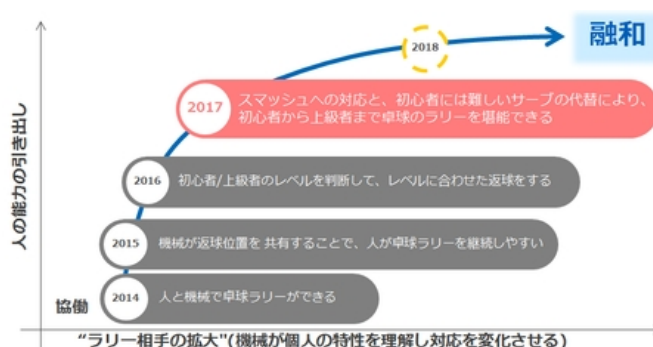 2018
融和
2017
スマッシュへの対応と、初心者には難しいサーブの代替により、
初心者から上級者まで卓球のラリーを堪能できる
2016
初心者/上級者のレベルを判断して、レベルに合わせた返球をする
2015
機械が返球位置を共有することで、人が卓球ラリーを継続しやすい
協働
2014
人と機械で卓球ラリーができる
人の能力の引き出し
“ラリー相手の拡大"(機械が個人の特性を理解し対応を変化させる)